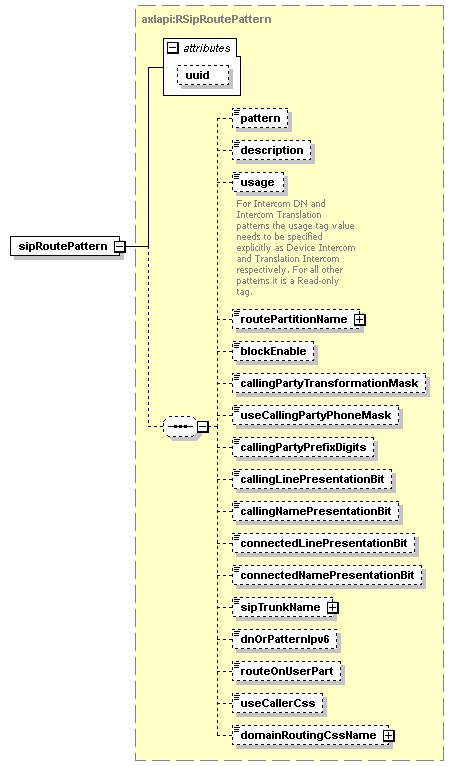 axlapi:RSipRoutePattern
attributes
uuid
pattern
description
usage
For Intercom DN and
Intercom Translation
patterns the usage tag value
needs to be specified
explicitly as Device Intercom
and Translation Intercom
respectively. For all other
patterns it is a Read-only
tag.
sipRoutePattern
routePartitionName
blockEnable
callingPartyTransformationMask
useCallingPartyPhoneMask
callingPartyPrefixDigits
callingLinePresentationBit
callingNamePresentationBit
connectedLinePresentationBit
connectedNamePresentationBit
sipTrunkName
dnOrPatternIpv6
routeOnUserPart
useCallerCss
domainRoutingCssName